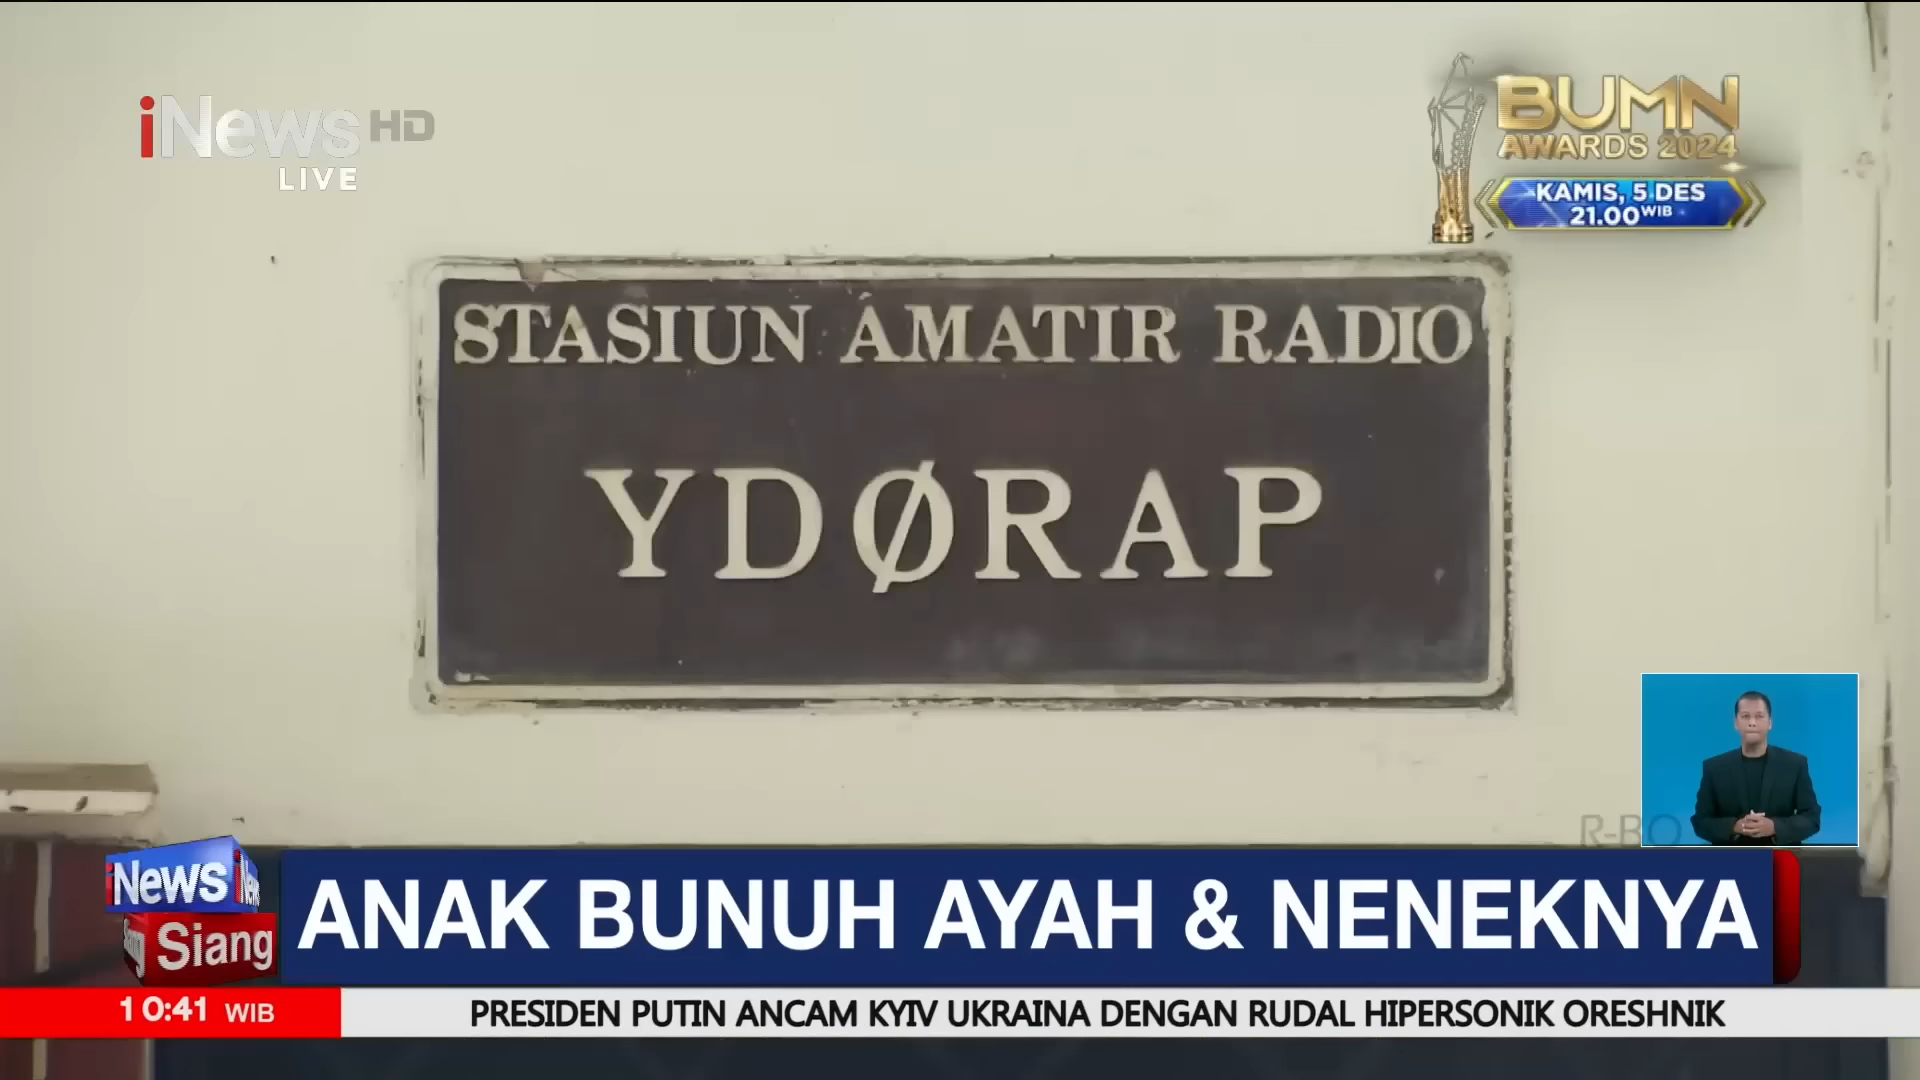 iNews HD
LIVE
BUMN
AWARDS 2024
KAMIS, 5 DES
21.00 WIB
STASIUN AMATIR RADIO
YDØRAP
R-BO
iNews
Siang
ANAK BUNUH AYAH & NENEKNYA
10:41 WIB
PRESIDEN PUTIN ANCAM KYIV UKRAINA DENGAN RUDAL HIPERSONIK ORESHNIK